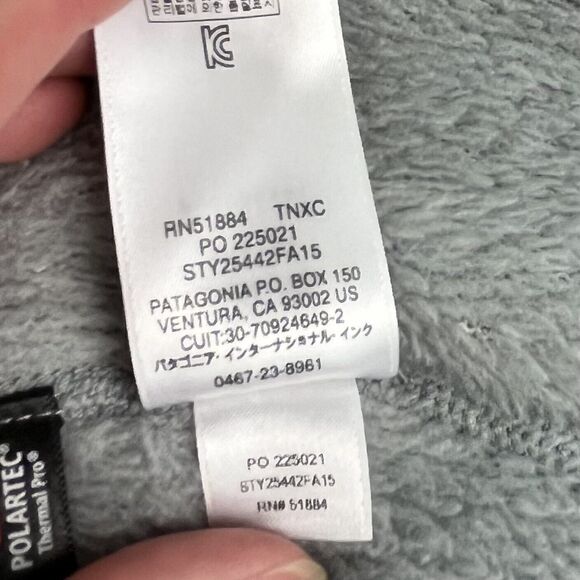 RN51884 TNXC
PO 225021
STY25442FA15
PATAGONIA P.O. BOX 150
VENTURA, CA 93002 US
CUIT:30-70924649-2
パタゴニア・インターナショナル・インク
0467-23-8961
PO 225021
STY25442FA15
RN# 51884
POLARTEC®
Thermal Pro®